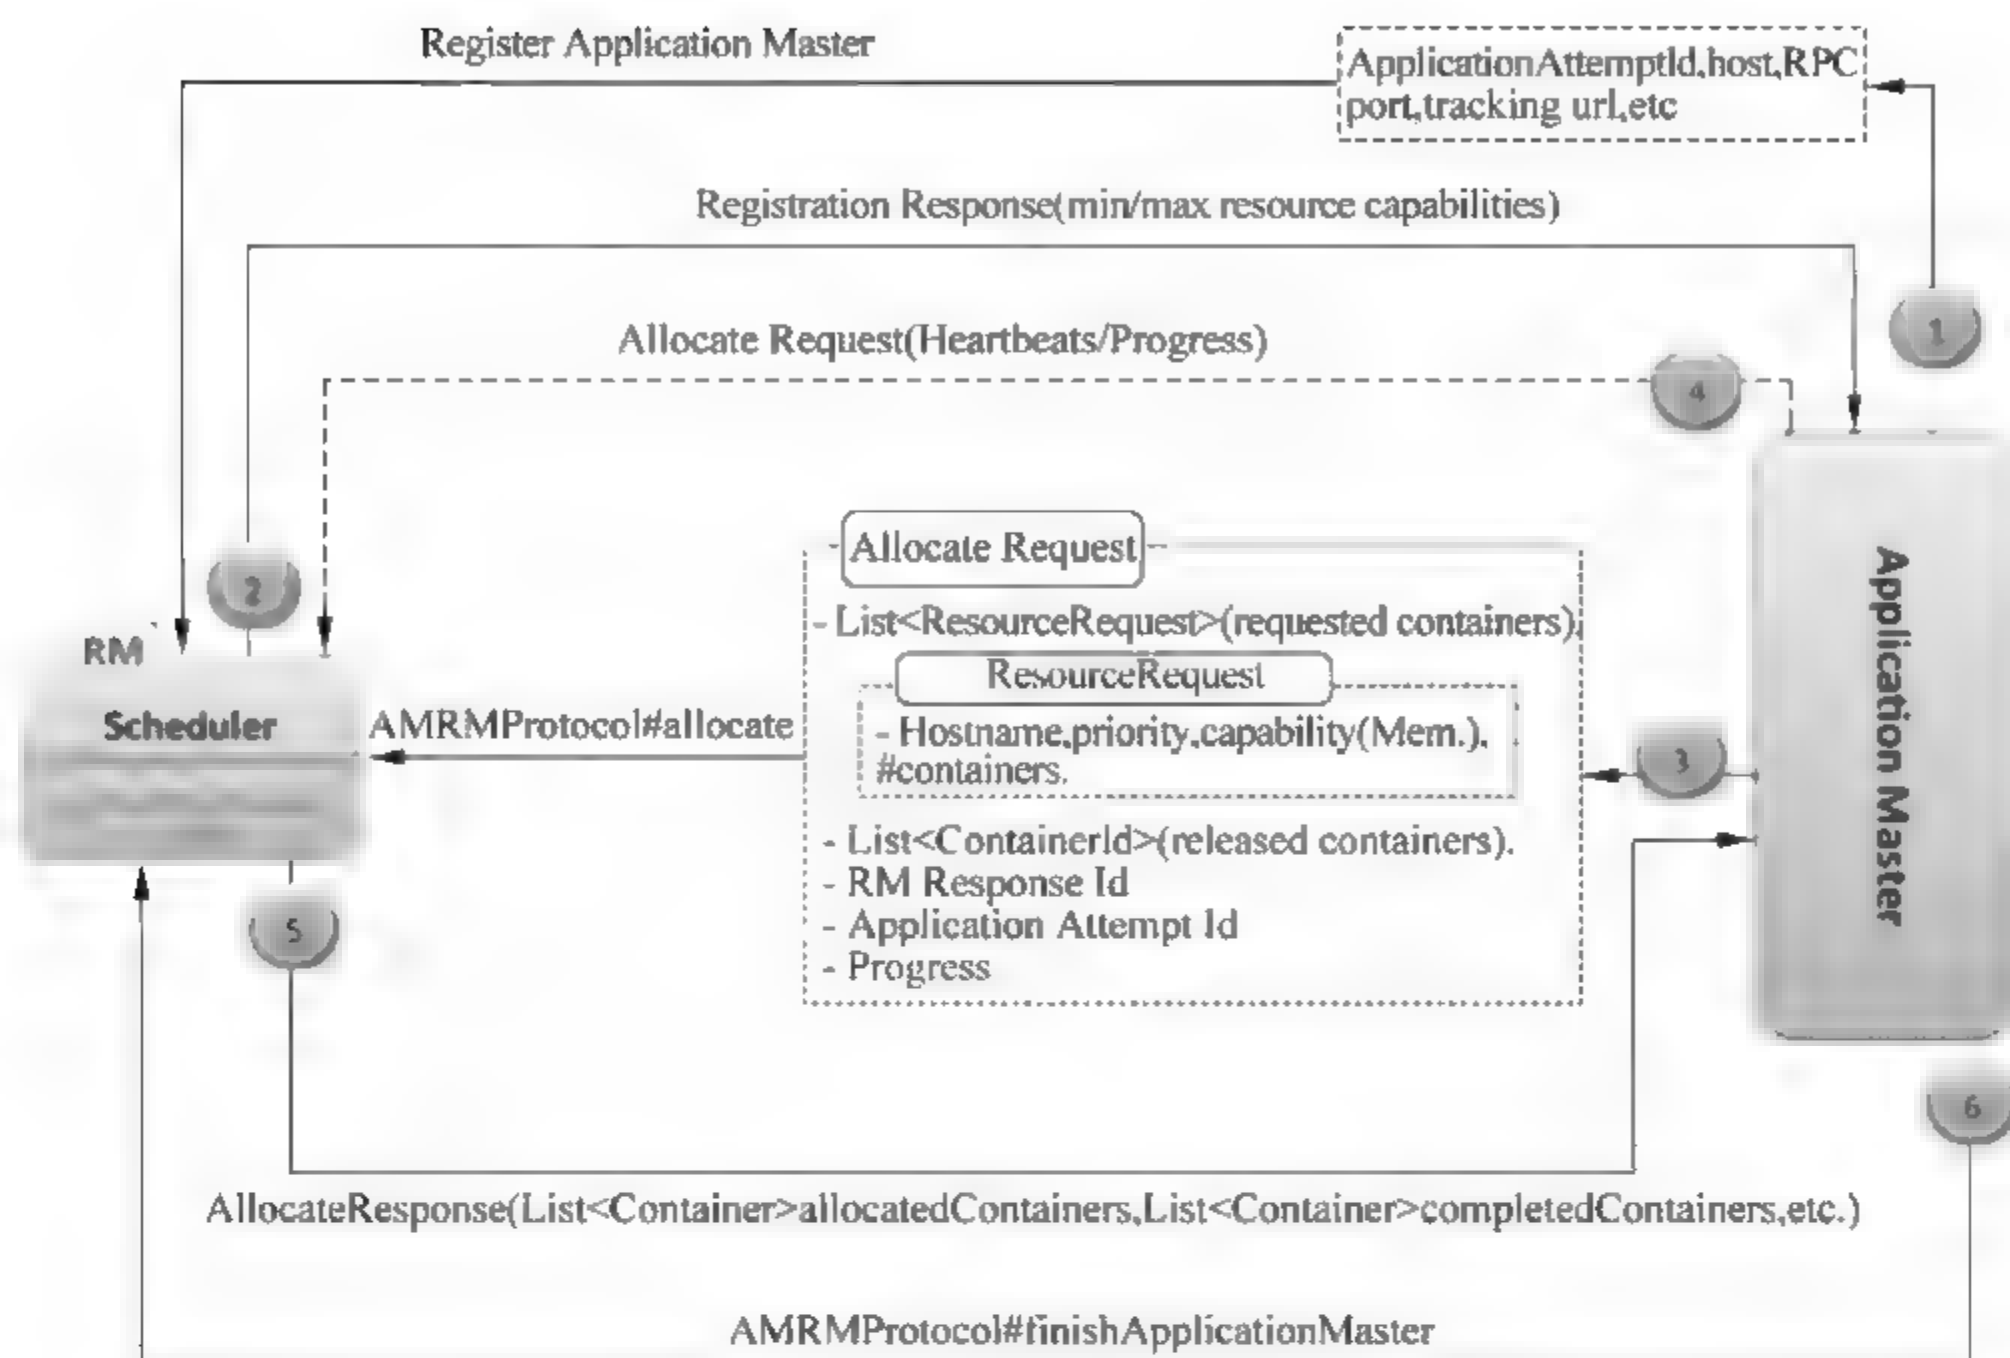 Register Application Master
ApplicationAttemptId,host,RPC
port,tracking url,etc
Registration Response(min/max resource capabilities)
1
Allocate Request(Heartbeats/Progress)
4
2
Allocate Request
- List<ResourceRequest>(requested containers).
RM
Scheduler
ResourceRequest
AMRMProtocol#allocate
- Hostname,priority,capability(Mem.),
#containers.
3
Application Master
- List<ContainerId>(released containers).
- RM Response Id
- Application Attempt Id
- Progress
5
6
AllocateResponse(List<Container>allocatedContainers,List<Container>completedContainers,etc.)
AMRMProtocol#finishApplicationMaster